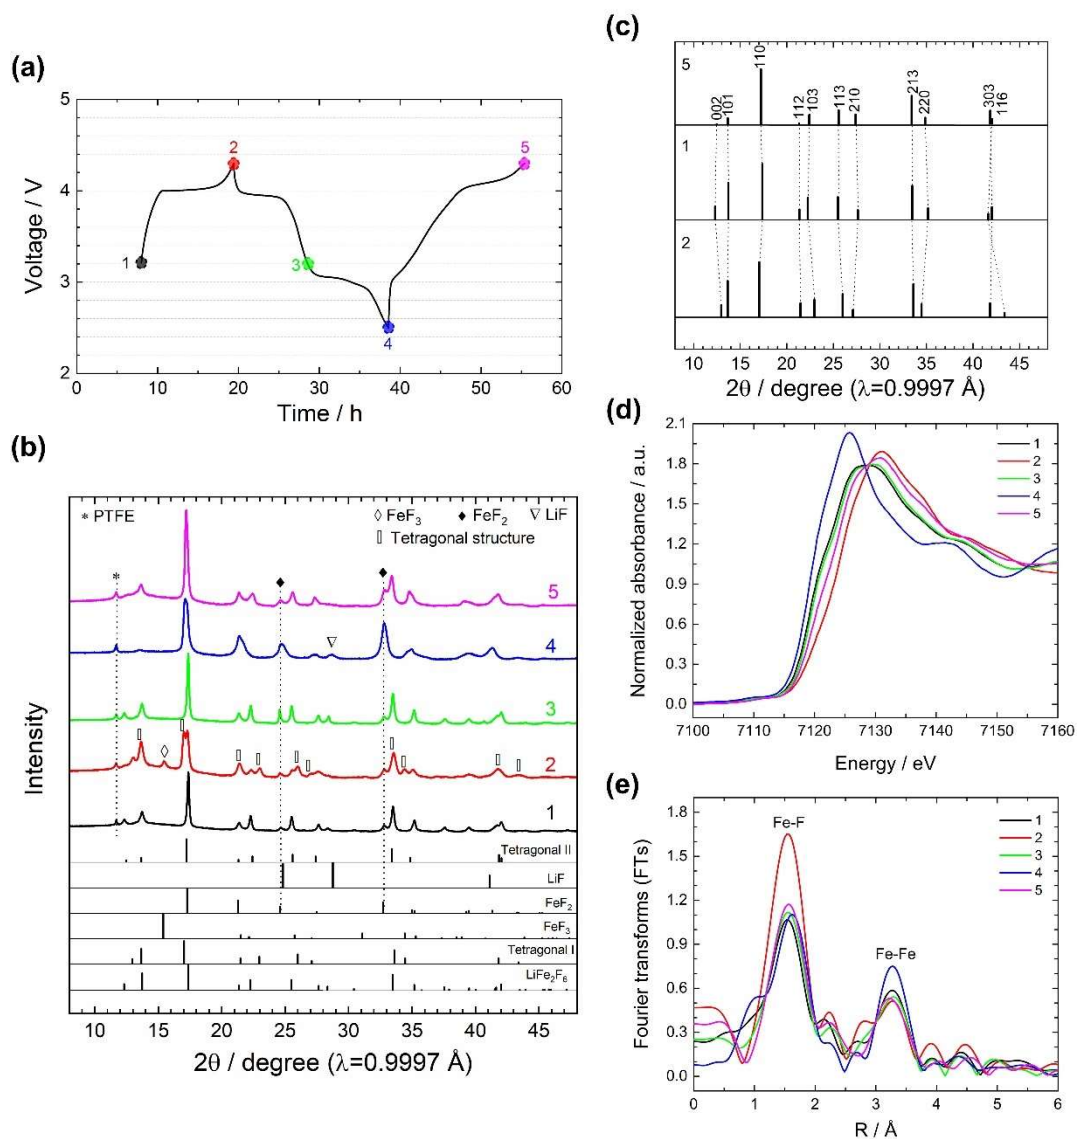 (a)
5
4
3
2
Voltage / V
0
10
20
30
40
50
60
Time / h
1
2
3
4
5
(b)
* PTFE
◊ FeF3
♦ FeF2
▽ LiF
▯ Tetragonal structure
*
5
4
3
2
1
Tetragonal II
LiF
FeF2
FeF3
Tetragonal I
LiFe2F6
Intensity
10 15 20 25 30 35 40 45
2θ / degree (λ=0.9997 Å)
(c)
5
002
101
110
112
103
113
210
213
220
303
116
1
2
10 15 20 25 30 35 40 45
2θ / degree (λ=0.9997 Å)
(d)
2.1
1.8
1.5
1.2
0.9
0.6
0.3
0.0
Normalized absorbance / a.u.
1
2
3
4
5
7100 7110 7120 7130 7140 7150 7160
Energy / eV
(e)
1.8
1.5
1.2
0.9
0.6
0.3
0.0
Fourier transforms (FTs)
Fe-F
Fe-Fe
1
2
3
4
5
0 1 2 3 4 5 6
R / Å